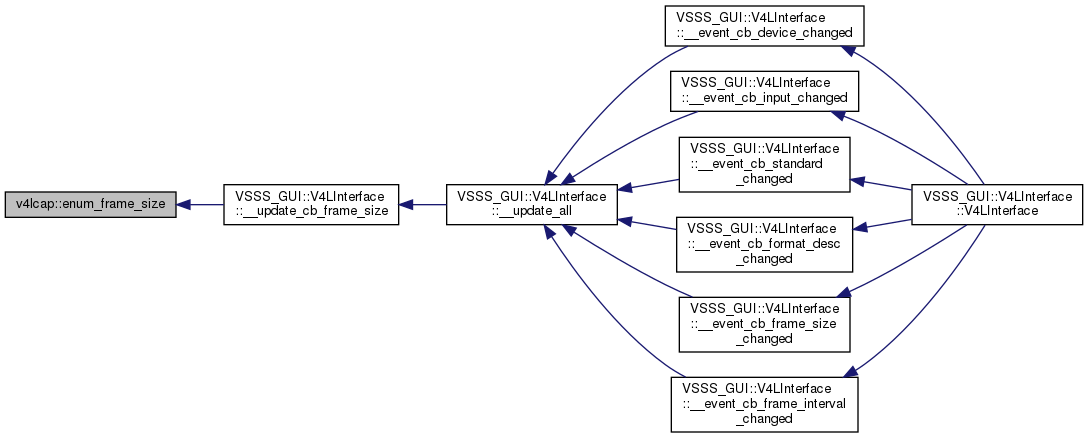 v4lcap::enum_frame_size
VSSS_GUI::V4LInterface
::__update_cb_frame_size
VSSS_GUI::V4LInterface
::__update_all
VSSS_GUI::V4LInterface
::__event_cb_device_changed
VSSS_GUI::V4LInterface
::__event_cb_input_changed
VSSS_GUI::V4LInterface
::__event_cb_standard
_changed
VSSS_GUI::V4LInterface
::__event_cb_format_desc
_changed
VSSS_GUI::V4LInterface
::__event_cb_frame_size
_changed
VSSS_GUI::V4LInterface
::__event_cb_frame_interval
_changed
VSSS_GUI::V4LInterface
::V4LInterface